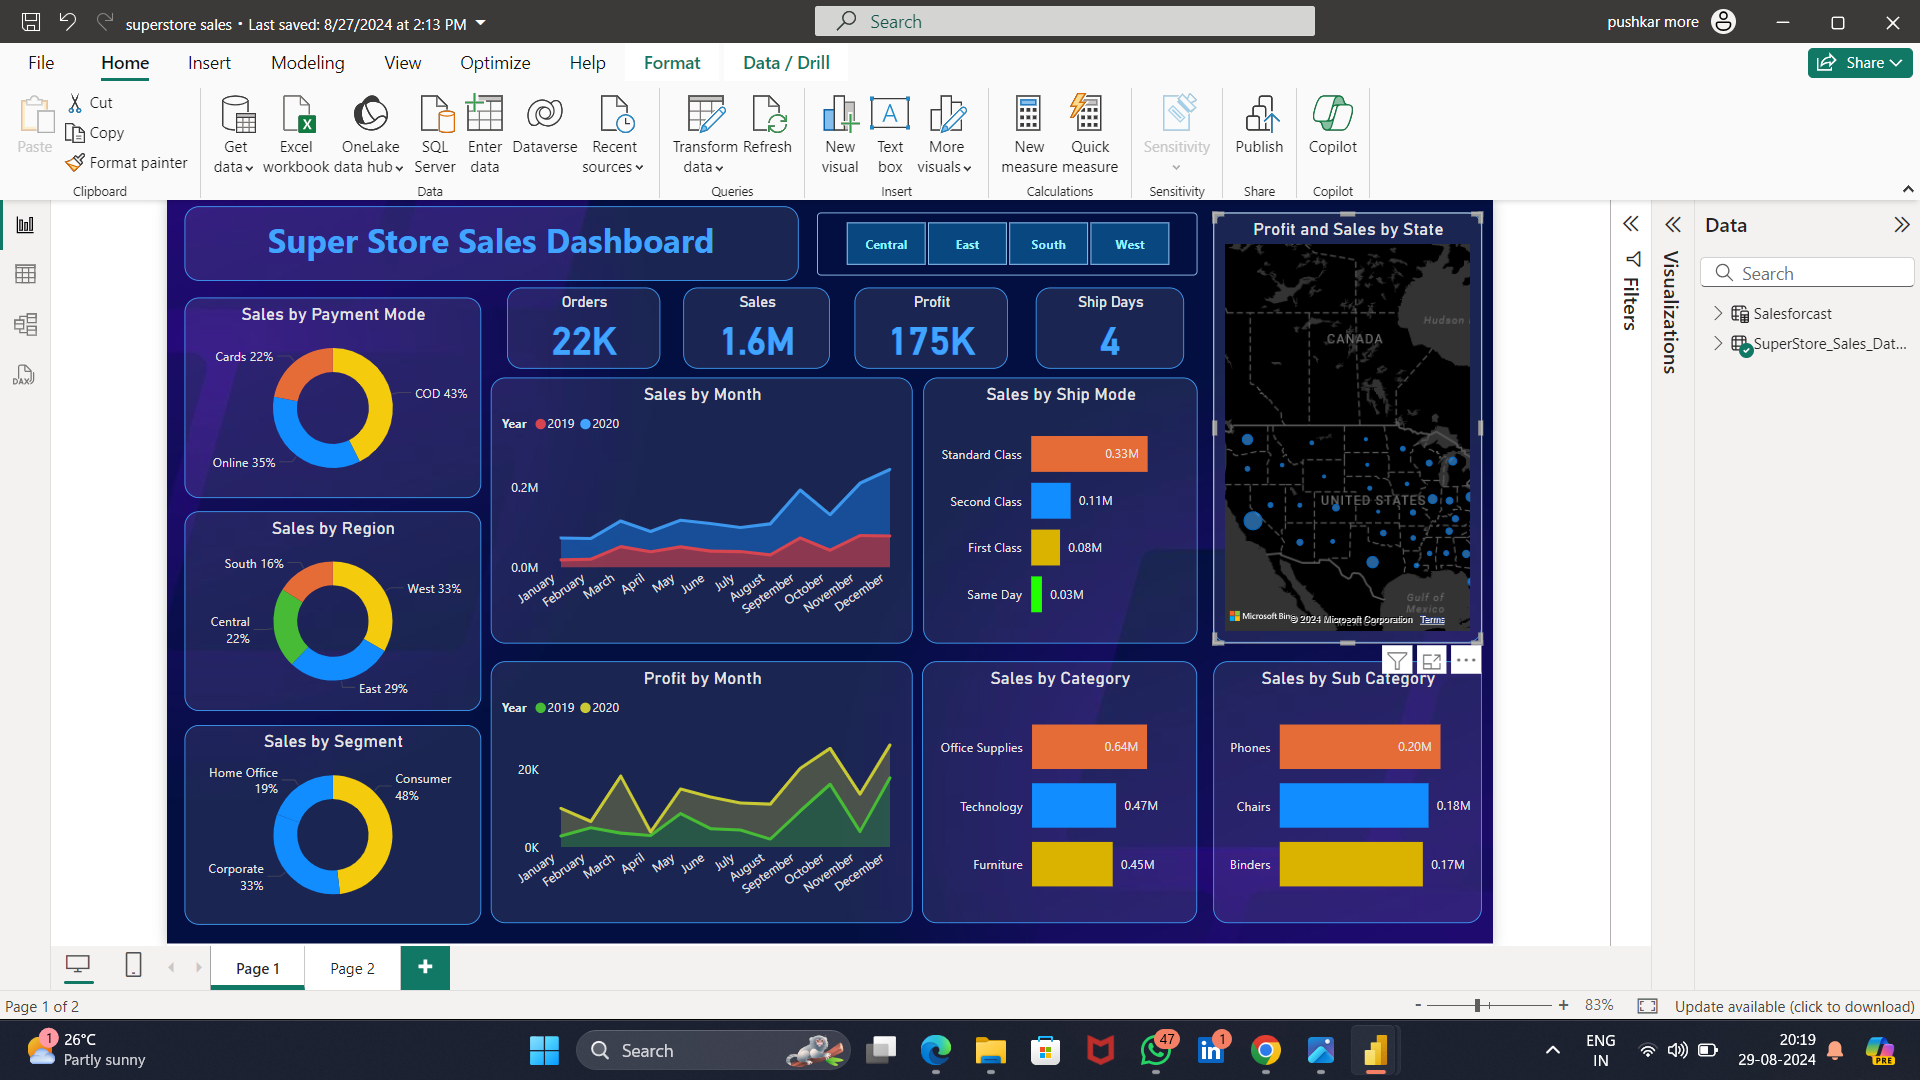 superstore sales • Last saved: 8/27/2024 at 2:13 PM
Search
pushkar more
File
Home
Insert
Modeling
View
Optimize
Help
Format
Data / Drill
Share
Paste
Cut
Copy
Format painter
Get data
Excel workbook
OneLake data hub
SQL Server
Enter data
Dataverse
Recent sources
Transform data
Refresh
New visual
Text box
More visuals
New measure
Quick measure
Sensitivity
Publish
Copilot
Clipboard
Data
Queries
Insert
Calculations
Sensitivity
Share
Copilot
Super Store Sales Dashboard
Central
East
South
West
Orders
22K
Sales
1.6M
Profit
175K
Ship Days
4
Sales by Payment Mode
Cards 22%
COD 43%
Online 35%
Sales by Region
South 16%
West 33%
Central
22%
East 29%
Sales by Segment
Home Office
19%
Consumer
48%
Corporate
33%
Sales by Month
Year 2019 2020
0.2M
0.0M
January
February
March
April
May
June
July
August
September
October
November
December
Profit by Month
Year 2019 2020
20K
0K
January
February
March
April
May
June
July
August
September
October
November
December
Sales by Ship Mode
Standard Class 0.33M
Second Class 0.11M
First Class 0.08M
Same Day 0.03M
Sales by Category
Office Supplies 0.64M
Technology 0.47M
Furniture 0.45M
Profit and Sales by State
Hudson
CANADA
UNITED STATES
Gulf of
Mexico
Microsoft Bing
© 2024 Microsoft Corporation Terms
Sales by Sub Category
Phones 0.20M
Chairs 0.18M
Binders 0.17M
Filters
Visualizations
Data
Search
Salesforcast
SuperStore_Sales_Dat...
DAX
Page 1
Page 2
+
Page 1 of 2
- + 83%
Update available (click to download)
1
26°C
Partly sunny
Search
47
1
ENG
IN
20:19
29-08-2024
PRE